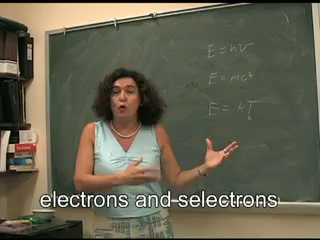 E = hν
E = mc²
E = kT
electrons and selectrons